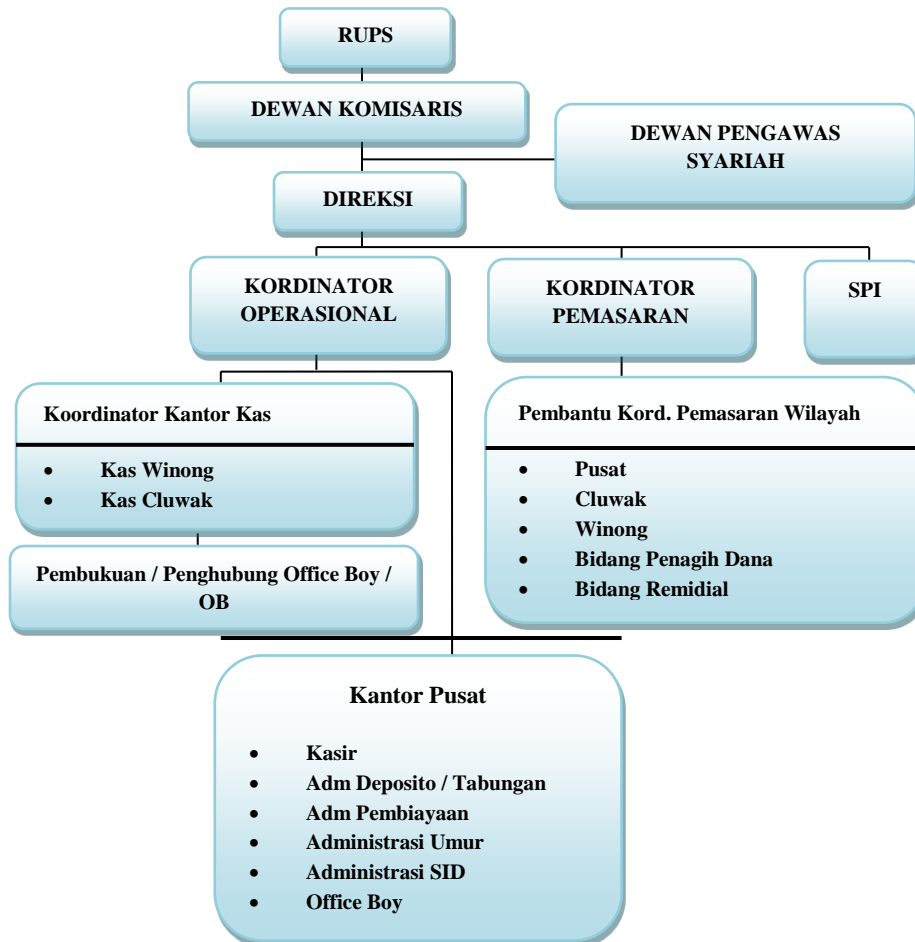 RUPS
DEWAN KOMISARIS
DEWAN PENGAWAS
SYARIAH
DIREKSI
KORDINATOR
OPERASIONAL
KORDINATOR
PEMASARAN
SPI
Koordinator Kantor Kas
• Kas Winong
• Kas Cluwak
Pembantu Kord. Pemasaran Wilayah
• Pusat
• Cluwak
• Winong
• Bidang Penagih Dana
• Bidang Remidial
Pembukuan / Penghubung Office Boy /
OB
Kantor Pusat
• Kasir
• Adm Deposito / Tabungan
• Adm Pembiayaan
• Administrasi Umur
• Administrasi SID
• Office Boy